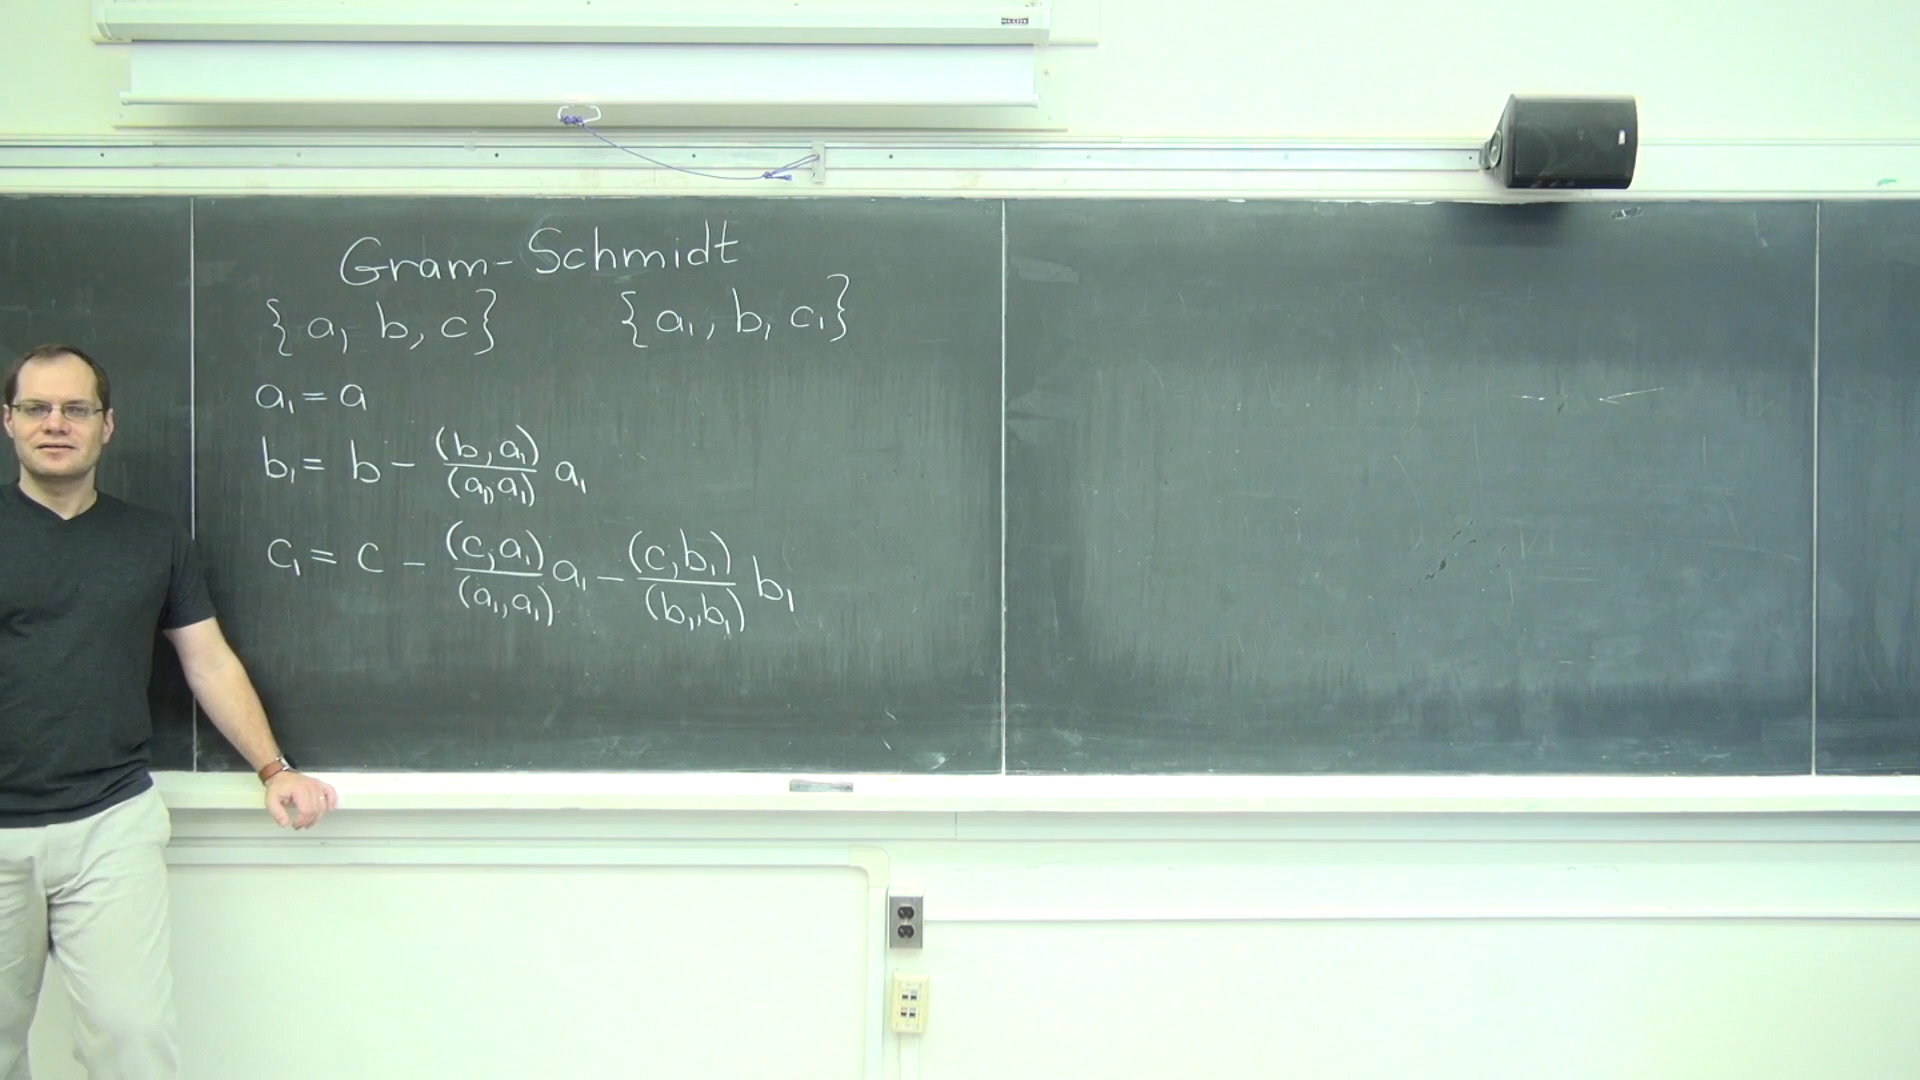 Gram-Schmidt
{a, b, c} {a₁, b₁ c₁}
a₁ = a
b₁ = b - (b, a₁)/(a₁, a₁) a₁
c₁ = c - (c, a₁)/(a₁, a₁) a₁ - (c, b₁)/(b₁, b₁) b₁